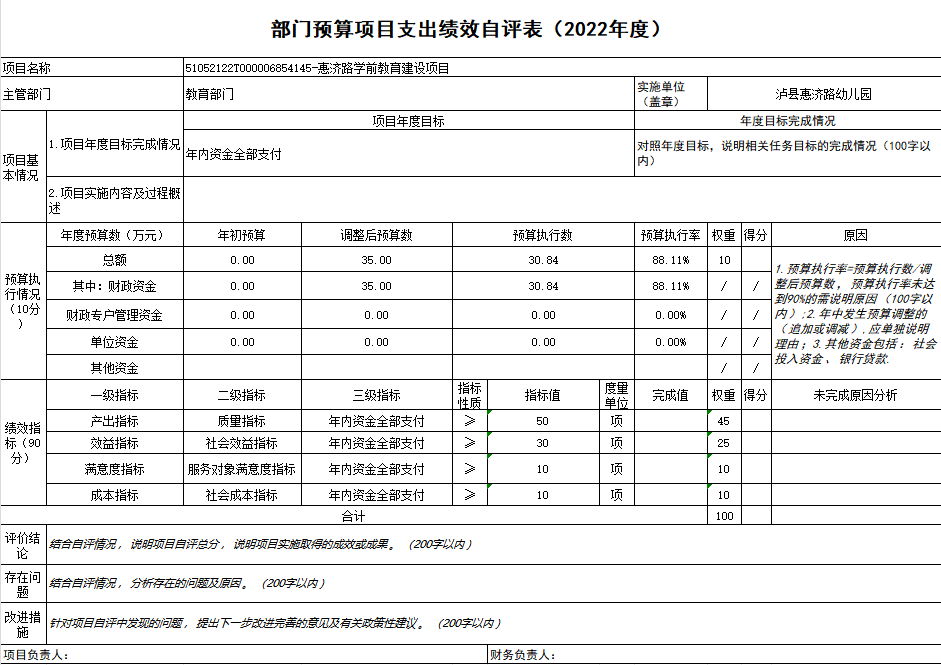 部门预算项目支出绩效自评表（2022年度）
项目名称 51052122T000006854145-惠济路学前教育建设项目
主管部门 教育部门 实施单位（盖章） 泸县惠济路幼儿园
项目基本情况 1.项目年度目标完成情况 项目年度目标 年度目标完成情况
年内资金全部支付 对照年度目标，说明相关任务目标的完成情况（100字以内）
2.项目实施内容及过程概述
预算执行情况（10分） 年度预算数（万元） 年初预算 调整后预算数 预算执行数 预算执行率 权重 得分 原因
总额 0.00 35.00 30.84 88.11% 10
其中：财政资金 0.00 35.00 30.84 88.11% / /
财政专户管理资金 0.00 0.00 0.00 0.00% / /
单位资金 0.00 0.00 0.00 0.00% / /
其他资金 / /
1.预算执行率=预算执行数/调整后预算数，预算执行率未达到90%的需说明原因（100字以内）;2.年中发生预算调整的（追加或调减）,应单独说明理由；3.其他资金包括：社会投入资金、银行贷款.
绩效指标（90分） 一级指标 二级指标 三级指标 指标性质 指标值 度量单位 完成值 权重 得分 未完成原因分析
产出指标 质量指标 年内资金全部支付 ≥ 50 项 45
效益指标 社会效益指标 年内资金全部支付 ≥ 30 项 25
满意度指标 服务对象满意度指标 年内资金全部支付 ≥ 10 项 10
成本指标 社会成本指标 年内资金全部支付 ≥ 10 项 10
合计 100
评价结论 结合自评情况，说明项目自评总分，说明项目实施取得的成效或成果。（200字以内）
存在问题 结合自评情况，分析存在的问题及原因。（200字以内）
改进措施 针对项目自评中发现的问题，提出下一步改进完善的意见及有关政策性建议。（200字以内）
项目负责人： 财务负责人：